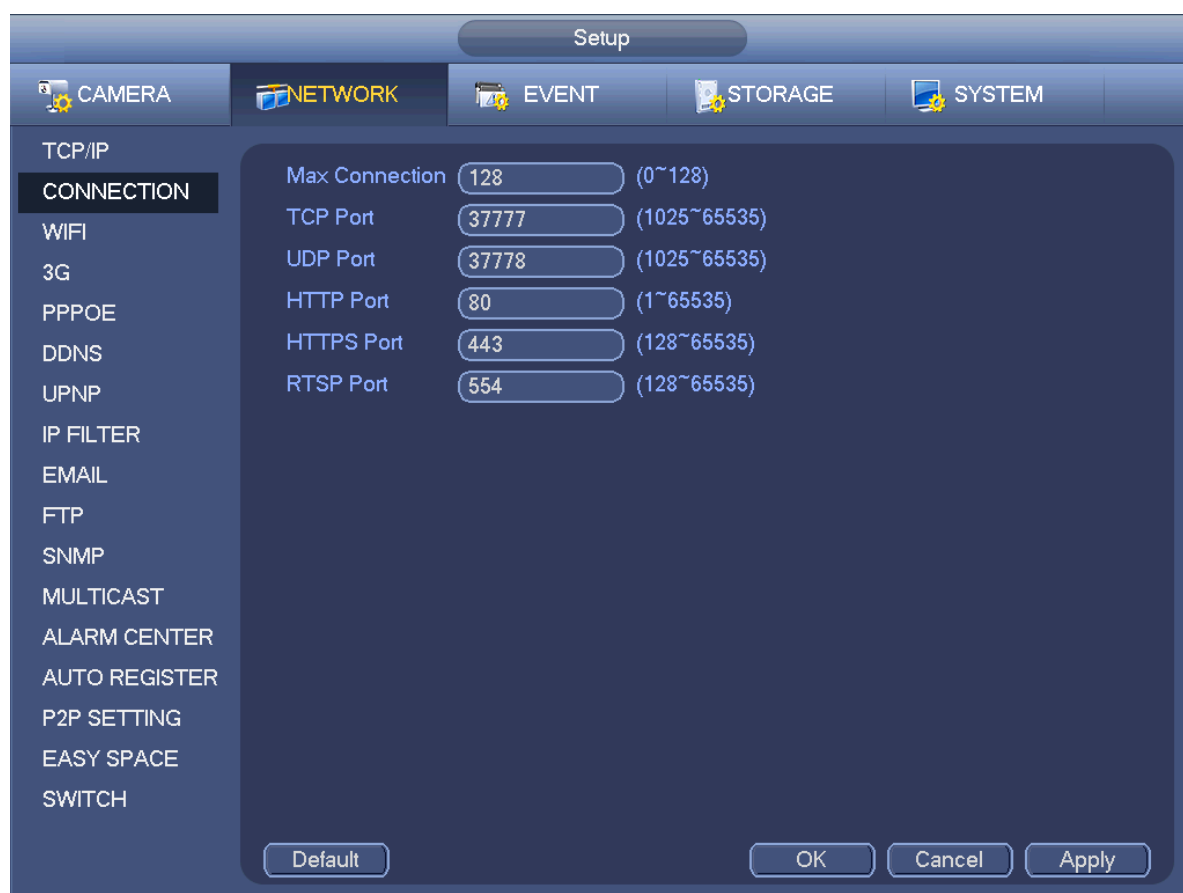 Setup
CAMERA
NETWORK
EVENT
STORAGE
SYSTEM
TCP/IP
CONNECTION
WIFI
3G
PPPOE
DDNS
UPNP
IP FILTER
EMAIL
FTP
SNMP
MULTICAST
ALARM CENTER
AUTO REGISTER
P2P SETTING
EASY SPACE
SWITCH
Max Connection 128 (0~128)
TCP Port 37777 (1025~65535)
UDP Port 37778 (1025~65535)
HTTP Port 80 (1~65535)
HTTPS Port 443 (128~65535)
RTSP Port 554 (128~65535)
Default
OK
Cancel
Apply